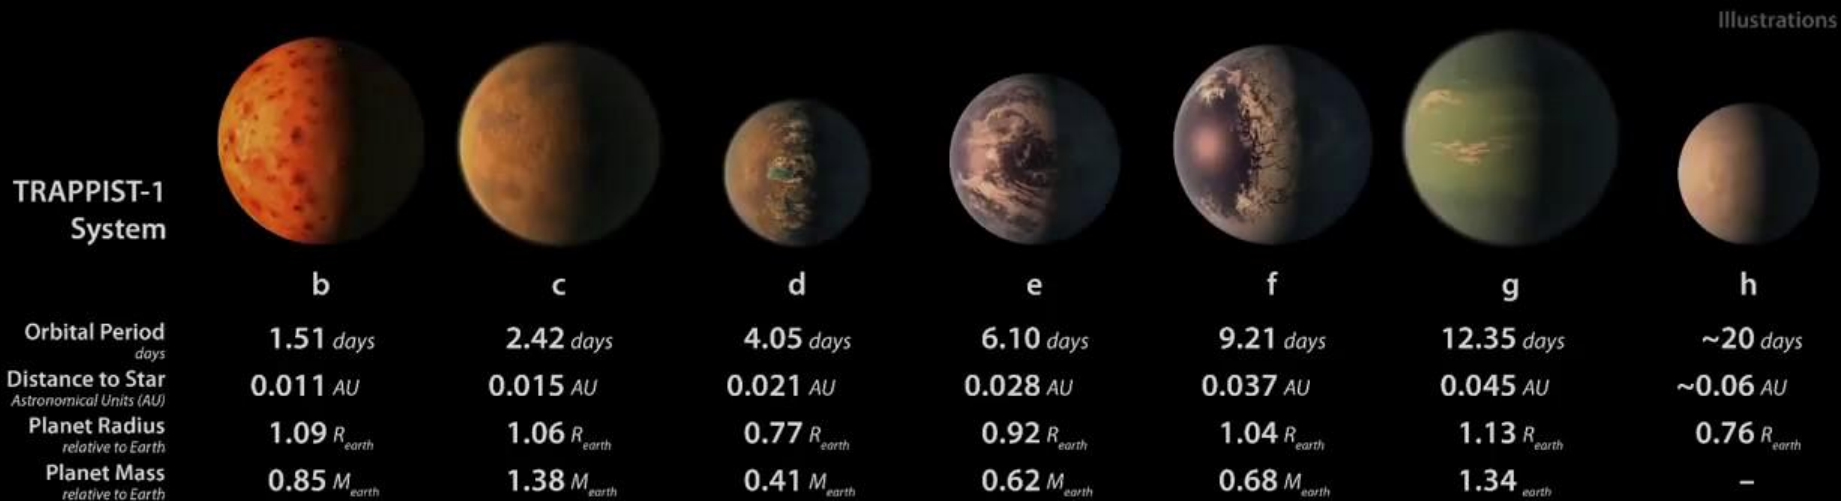 Illustrations
TRAPPIST-1
System
b c d e f g h
Orbital Period 1.51 days 2.42 days 4.05 days 6.10 days 9.21 days 12.35 days ~20 days
days
Distance to Star 0.011 AU 0.015 AU 0.021 AU 0.028 AU 0.037 AU 0.045 AU ~0.06 AU
Astronomical Units (AU)
Planet Radius 1.09 Rearth 1.06 Rearth 0.77 Rearth 0.92 Rearth 1.04 Rearth 1.13 Rearth 0.76 Rearth
relative to Earth
Planet Mass 0.85 Mearth 1.38 Mearth 0.41 Mearth 0.62 Mearth 0.68 Mearth 1.34 earth –
relative to Earth